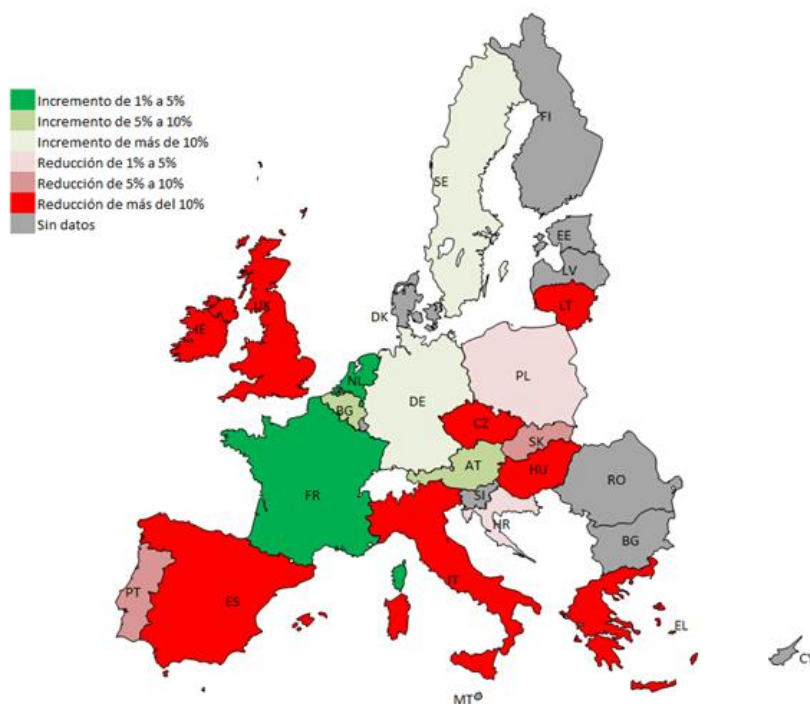 Incremento de 1% a 5%
Incremento de 5% a 10%
Incremento de más de 10%
Reducción de 1% a 5%
Reducción de 5% a 10%
Reducción de más del 10%
Sin datos
FI
SE
EE
LV
LT
DK
IE
UK
NL
PL
BG
DE
CZ
SK
AT
HU
FR
SI
RO
HR
BG
PT
ES
IT
EL
CY
MT